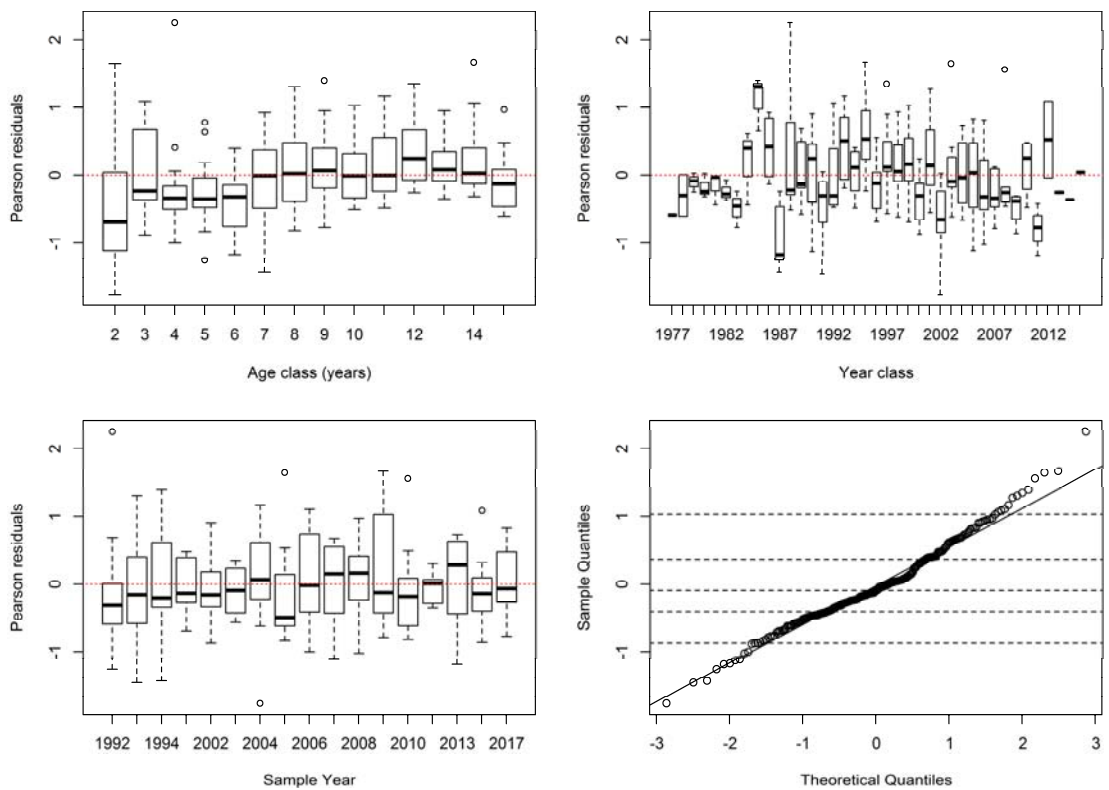 Pearson residuals
2
1
0
-1
2 3 4 5 6 7 8 9 10 12 14
Age class (years)
Pearson residuals
2
1
0
-1
1977 1982 1987 1992 1997 2002 2007 2012
Year class
Pearson residuals
2
1
0
-1
1992 1994 2002 2004 2006 2008 2010 2013 2017
Sample Year
Sample Quantiles
2
1
0
-1
-3 -2 -1 0 1 2 3
Theoretical Quantiles